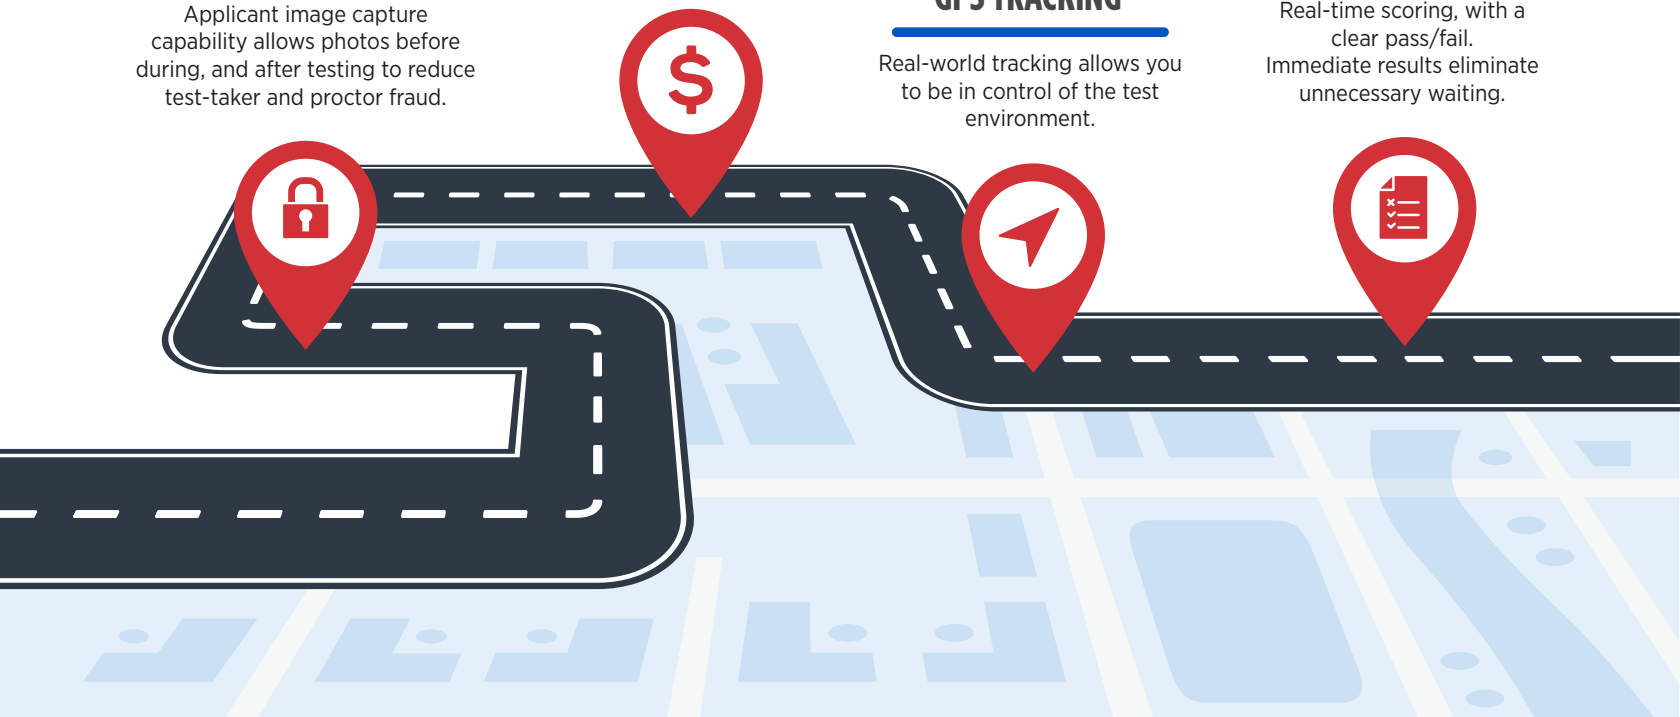 Applicant image capture
capability allows photos before
during, and after testing to reduce
test-taker and proctor fraud.
$
GPS TRACKING
Real-world tracking allows you
to be in control of the test
environment.
Real-time scoring, with a
clear pass/fail.
Immediate results eliminate
unnecessary waiting.